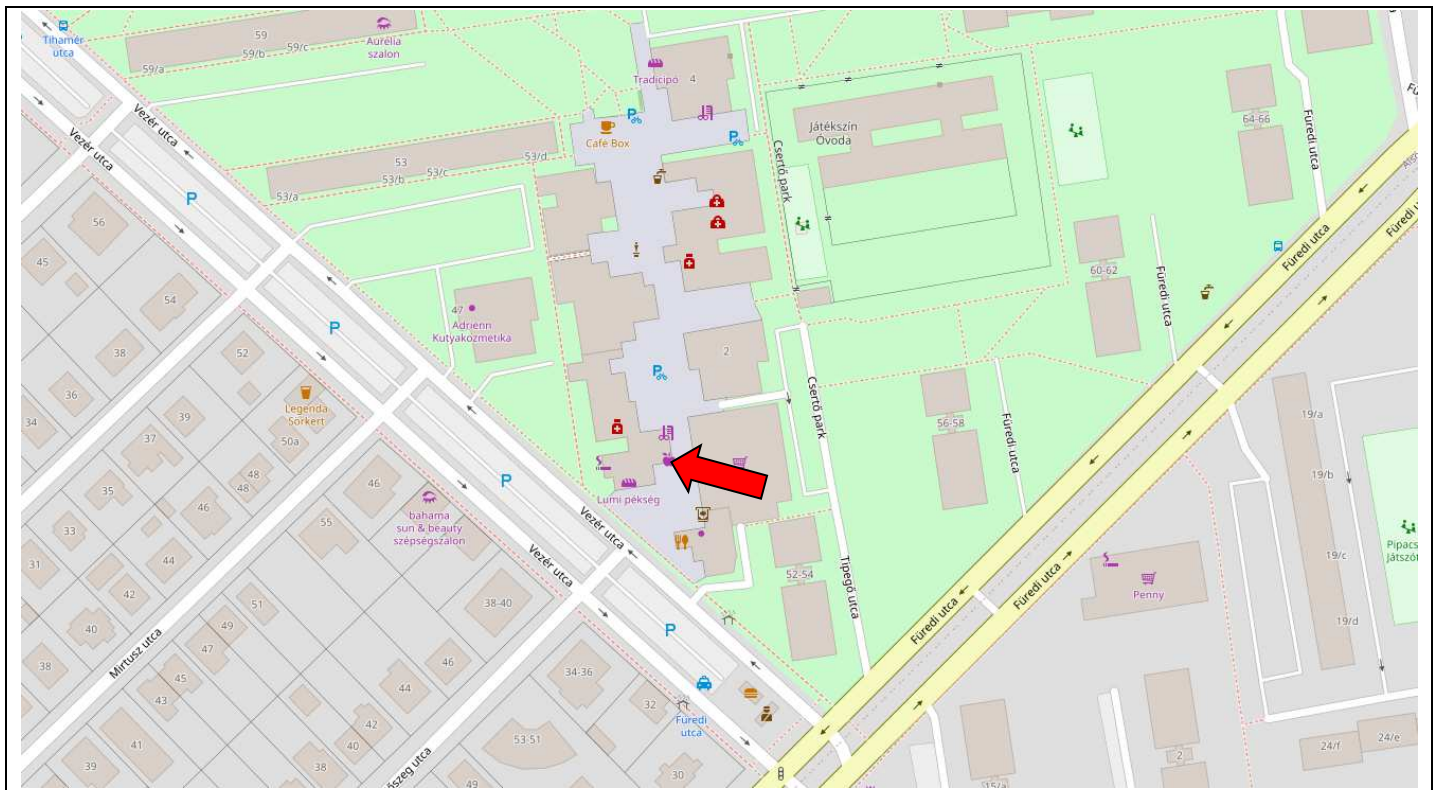 Tihamér
utca
59
59/b
59/c
59/a
Aurélia
szalon
Tradicipó
4
Vezér utca
Vezér utca
Café Box
53/d
53
53/b
53/c
53/a
Játékszín
Óvoda
Csertő park
64-66
Füredi utca
Füredi utca
Füredi utca
56
45
54
60-62
Füredi utca
47
Adrienn
Kutyakozmetika
38
52
36
2
34
39
37
Legenda
Sörkert
50a
Csertő park
56-58
Füredi utca
19/a
48
48
46
46
35
33
55
bahama
sun & beauty
szépségszalon
Lumi pékség
Vezér utca
Vezér utca
19/b
44
31
42
38-40
51
49
40
47
52-54
Tipegő utca
Füredi utca
Füredi utca
Penny
19/c
Pipacs
Játszót
19/d
Mirtusz utca
38
45
46
34-36
43
44
32
Füredi
utca
42
41
40
53-51
39
38
30
49
2
24/f
24/e
15/a